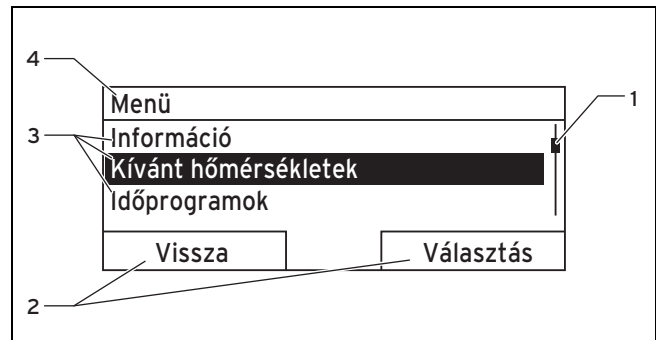 4
Menü
1
3
Információ
Kívánt hőmérsékletek
Időprogramok
Vissza
Választás
2